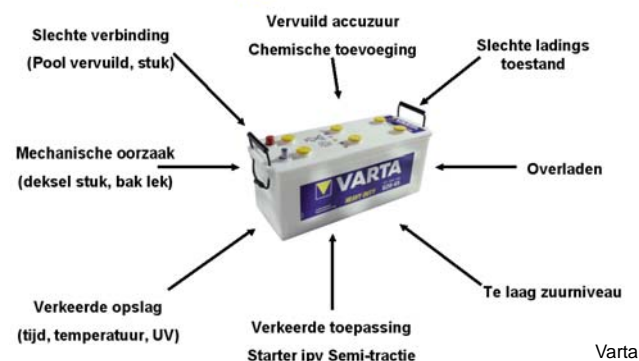 Vervuild accuzuur
Chemische toevoeging
Slechte verbinding
(Pool vervuild, stuk)
Slechte ladings
toestand
Mechanische oorzaak
(deksel stuk, bak lek)
VARTA
Overladen
Verkeerde opslag
(tijd, temperatuur, UV)
Verkeerde toepassing
Starter ipv Semi-tractie
Te laag zuurniveau
Varta